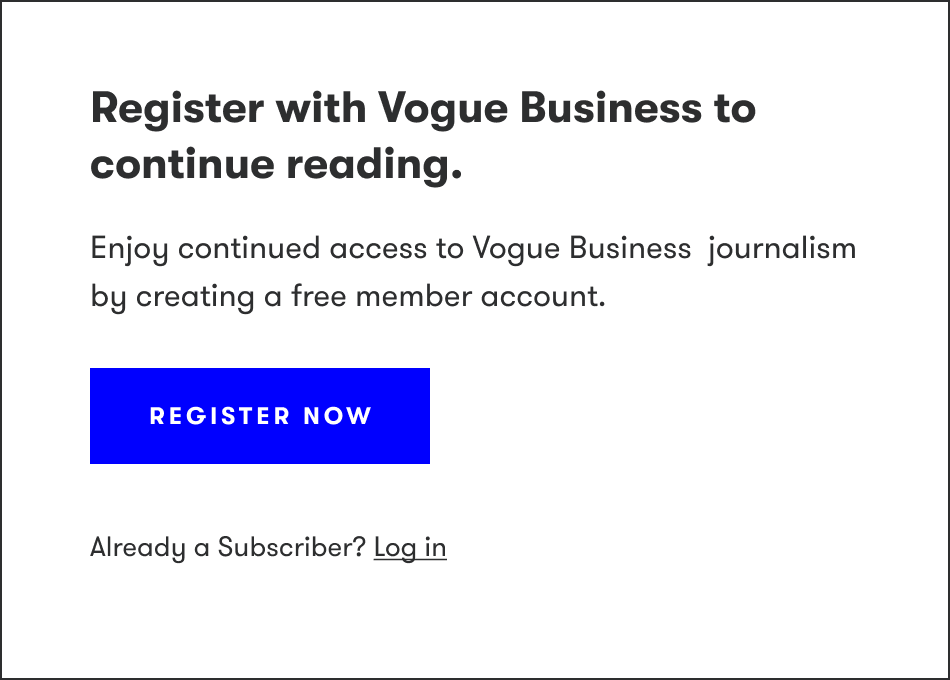 Register with Vogue Business to
continue reading.
Enjoy continued access to Vogue Business  journalism
by creating a free member account.
REGISTER NOW
Already a Subscriber? Log in